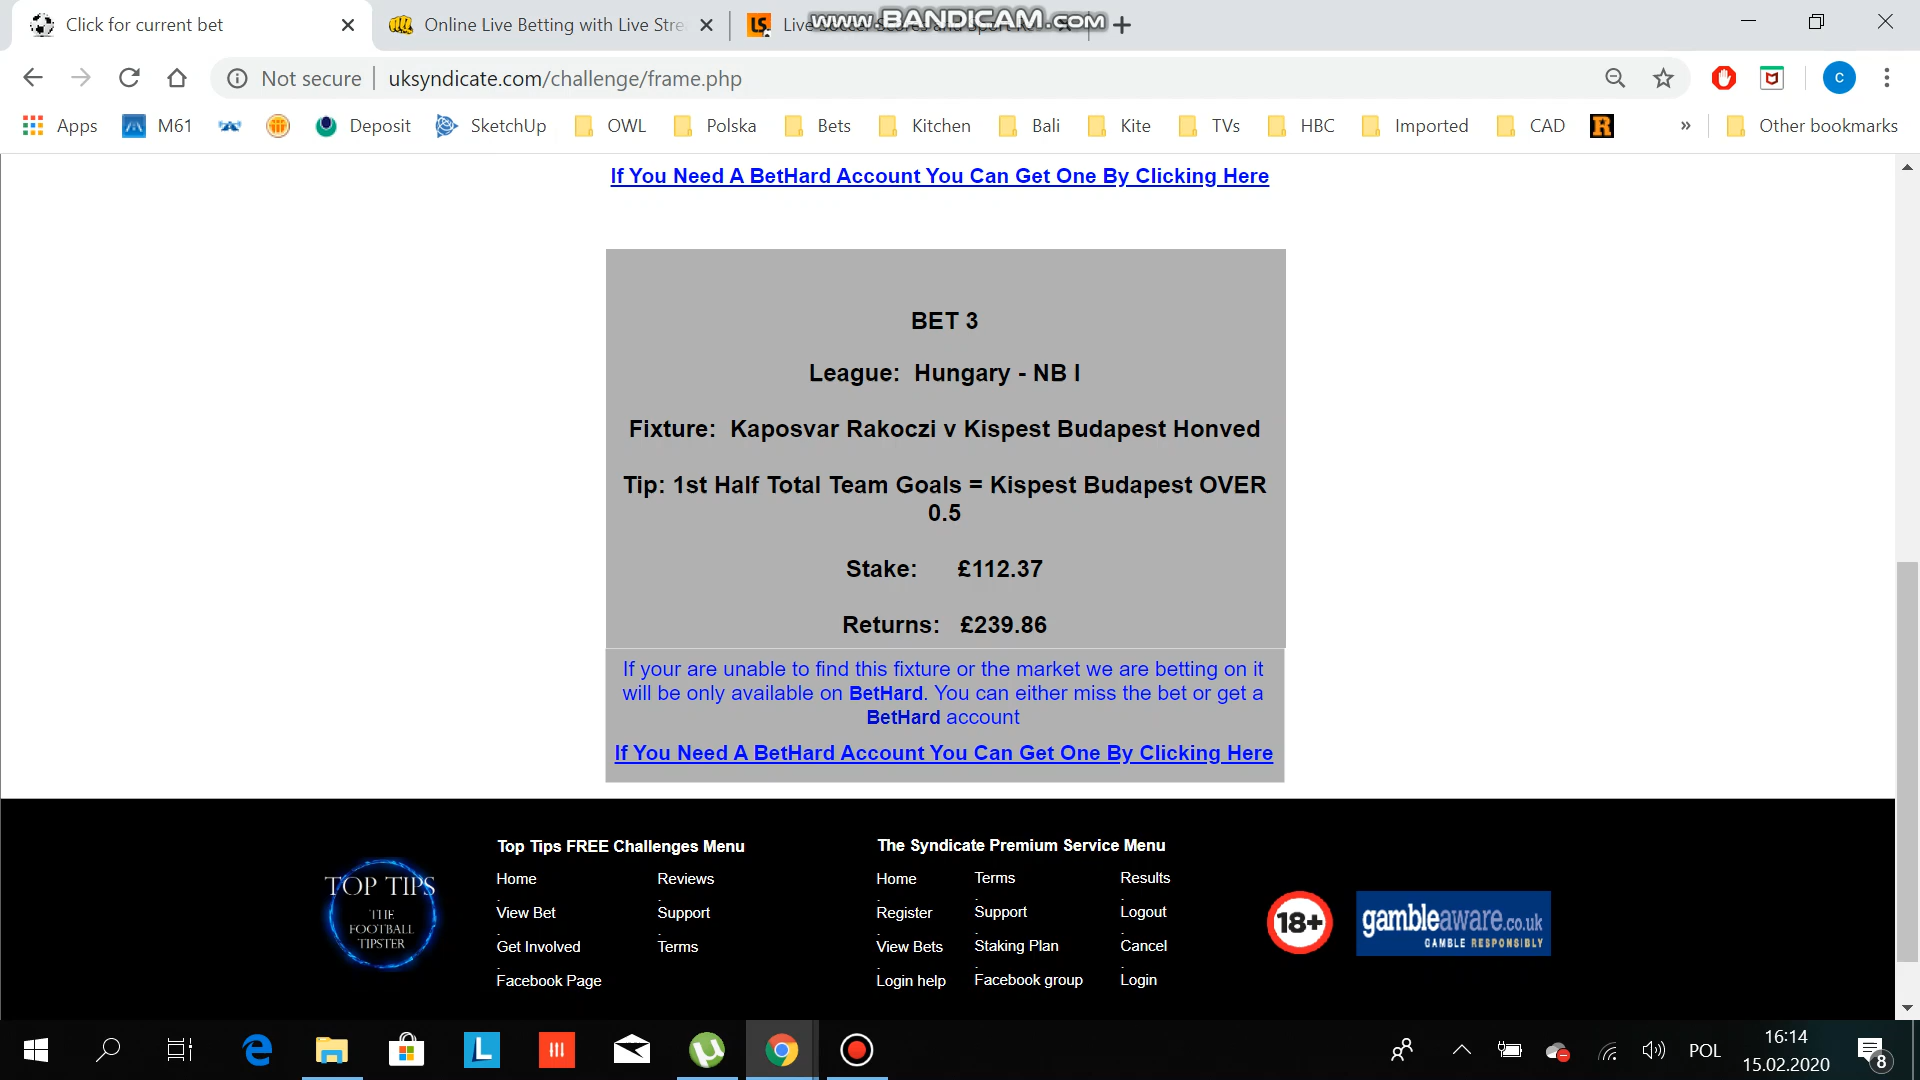 Click for current bet
Online Live Betting with Live Stre
Live Soccer Scores and Sport Re
www.BANDICAM.com
Not secure
uksyndicate.com/challenge/frame.php
C
Apps
M61
Deposit
SketchUp
OWL
Polska
Bets
Kitchen
Bali
Kite
TVs
HBC
Imported
CAD
R
»
Other bookmarks
If You Need A BetHard Account You Can Get One By Clicking Here
BET 3
League: Hungary - NB I
Fixture: Kaposvar Rakoczi v Kispest Budapest Honved
Tip: 1st Half Total Team Goals = Kispest Budapest OVER
0.5
Stake: £112.37
Returns: £239.86
If your are unable to find this fixture or the market we are betting on it
will be only available on BetHard. You can either miss the bet or get a
BetHard account
If You Need A BetHard Account You Can Get One By Clicking Here
TOP TIPS
THE
FOOTBALL
TIPSTER
Top Tips FREE Challenges Menu
Home
Reviews
View Bet
Support
Get Involved
Terms
Facebook Page
The Syndicate Premium Service Menu
Home
Terms
Results
Register
Support
Logout
View Bets
Staking Plan
Cancel
Login help
Facebook group
Login
18+
gambleaware.co.uk
GAMBLE RESPONSIBLY
POL
16:14
15.02.2020
8